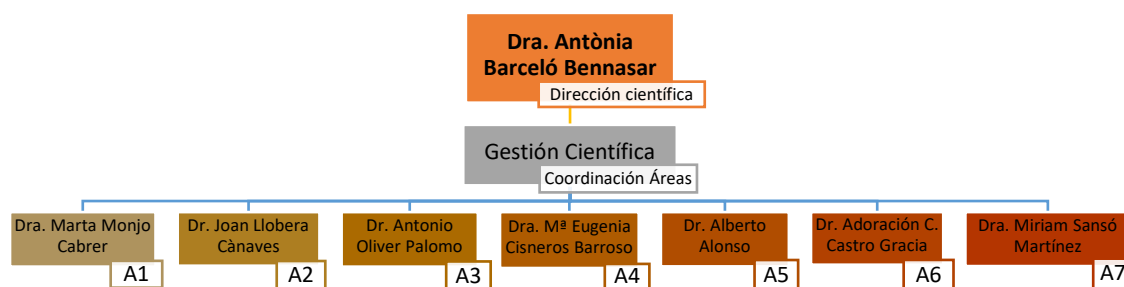 Dra. Antònia
Barceló Bennasar
Dirección científica
Gestión Científica
Coordinación Áreas
Dra. Marta Monjo
Cabrer
A1
Dr. Joan Llobera
Cànaves
A2
Dr. Antonio
Oliver Palomo
A3
Dra. Mª Eugenia
Cisneros Barroso
A4
Dr. Alberto
Alonso
A5
Dr. Adoración C.
Castro Gracia
A6
Dra. Miriam Sansó
Martínez
A7